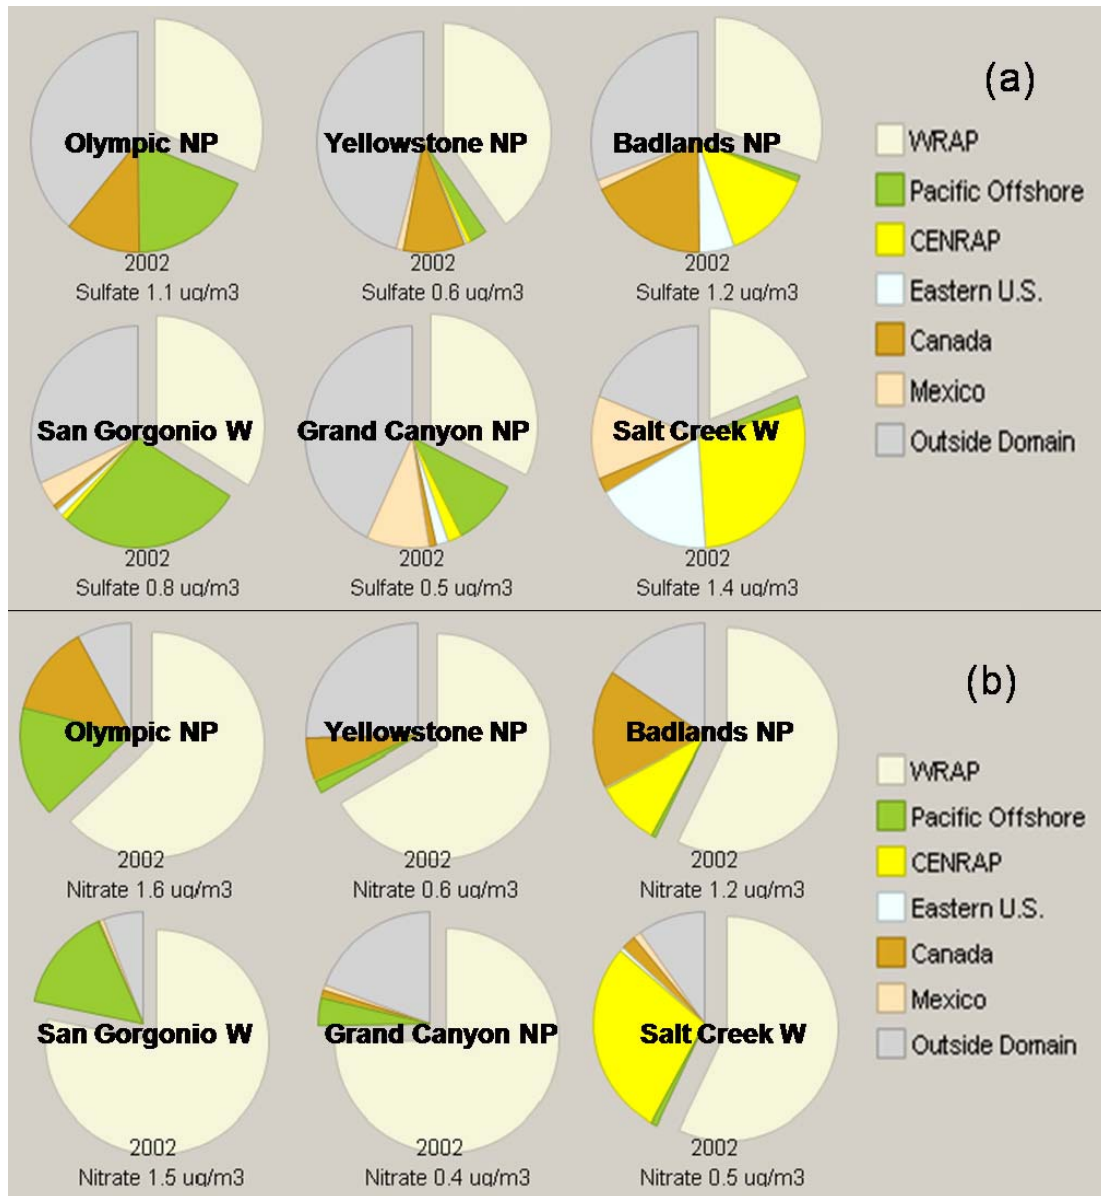 (a)
Olympic NP
Yellowstone NP
Badlands NP
2002
Sulfate 1.1 ug/m3
2002
Sulfate 0.6 ug/m3
2002
Sulfate 1.2 ug/m3
San Gorgonio W
Grand Canyon NP
Salt Creek W
2002
Sulfate 0.8 ug/m3
2002
Sulfate 0.5 ug/m3
2002
Sulfate 1.4 ug/m3
WRAP
Pacific Offshore
CENRAP
Eastern U.S.
Canada
Mexico
Outside Domain
(b)
Olympic NP
Yellowstone NP
Badlands NP
2002
Nitrate 1.6 ug/m3
2002
Nitrate 0.6 ug/m3
2002
Nitrate 1.2 ug/m3
San Gorgonio W
Grand Canyon NP
Salt Creek W
2002
Nitrate 1.5 ug/m3
2002
Nitrate 0.4 ug/m3
2002
Nitrate 0.5 ug/m3
WRAP
Pacific Offshore
CENRAP
Eastern U.S.
Canada
Mexico
Outside Domain